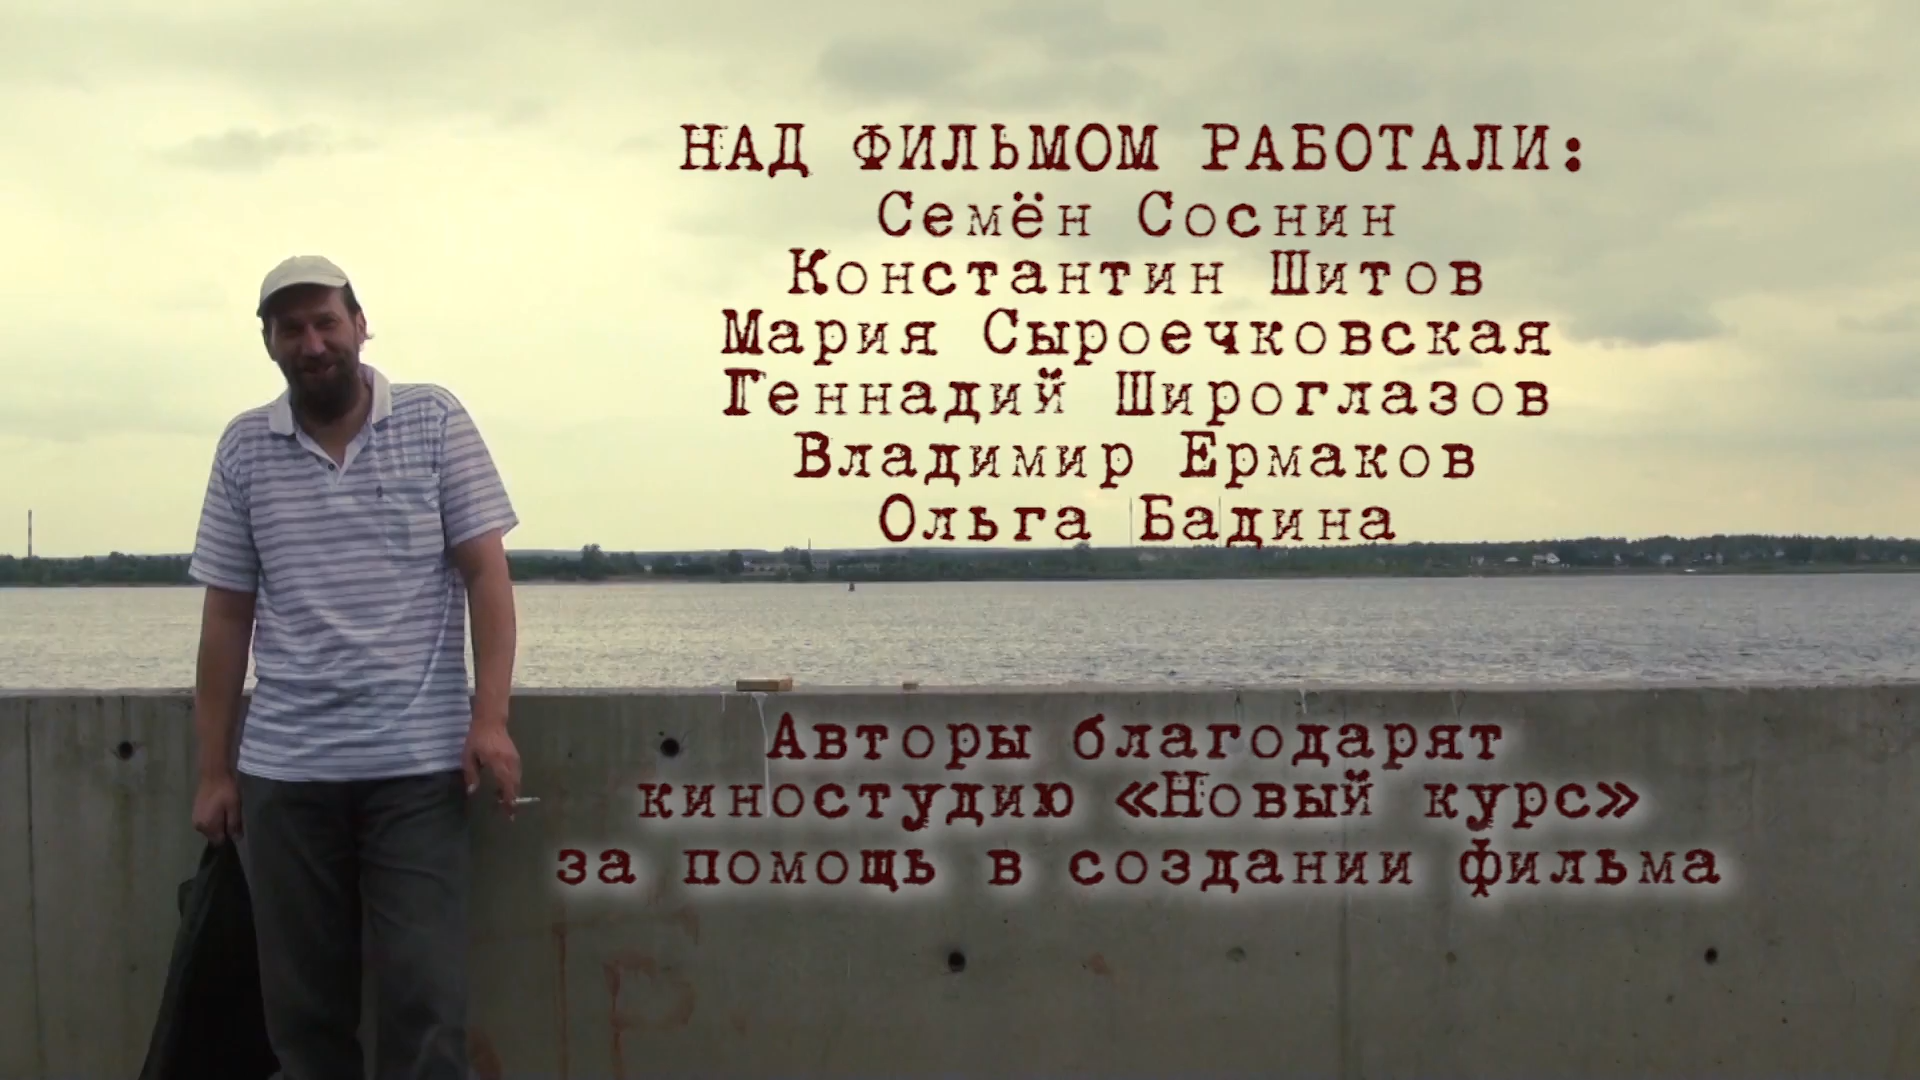 НАД ФИЛЬМОМ РАБОТАЛИ:
Семён Соснин
Константин Шитов
Мария Сыроечковская
Геннадий Широглазов
Владимир Ермаков
Ольга Бадина
Авторы благодарят
киностудию «Новый курс»
за помощь в создании фильма